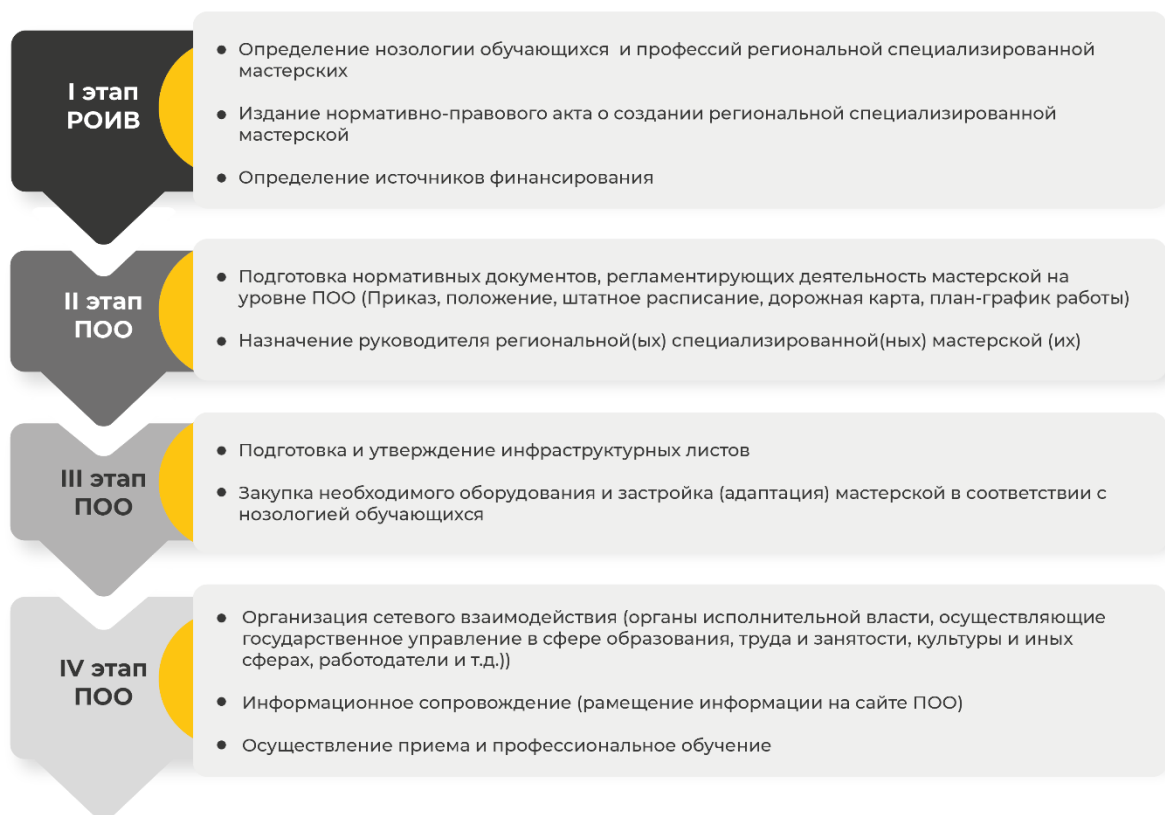 I этап
РОИВ
● Определение нозологии обучающихся и профессий региональной специализированной
мастерских
● Издание нормативно-правового акта о создании региональной специализированной
мастерской
● Определение источников финансирования
II этап
ПОО
● Подготовка нормативных документов, регламентирующих деятельность мастерской на
уровне ПОО (Приказ, положение, штатное расписание, дорожная карта, план-график работы)
● Назначение руководителя региональной(ых) специализированной(ных) мастерской (их)
III этап
ПОО
● Подготовка и утверждение инфраструктурных листов
● Закупка необходимого оборудования и застройка (адаптация) мастерской в соответствии с
нозологией обучающихся
IV этап
ПОО
● Организация сетевого взаимодействия (органы исполнительной власти, осуществляющие
государственное управление в сфере образования, труда и занятости, культуры и иных
сферах, работодатели и т.д.))
● Информационное сопровождение (рамещение информации на сайте ПОО)
● Осуществление приема и профессиональное обучение